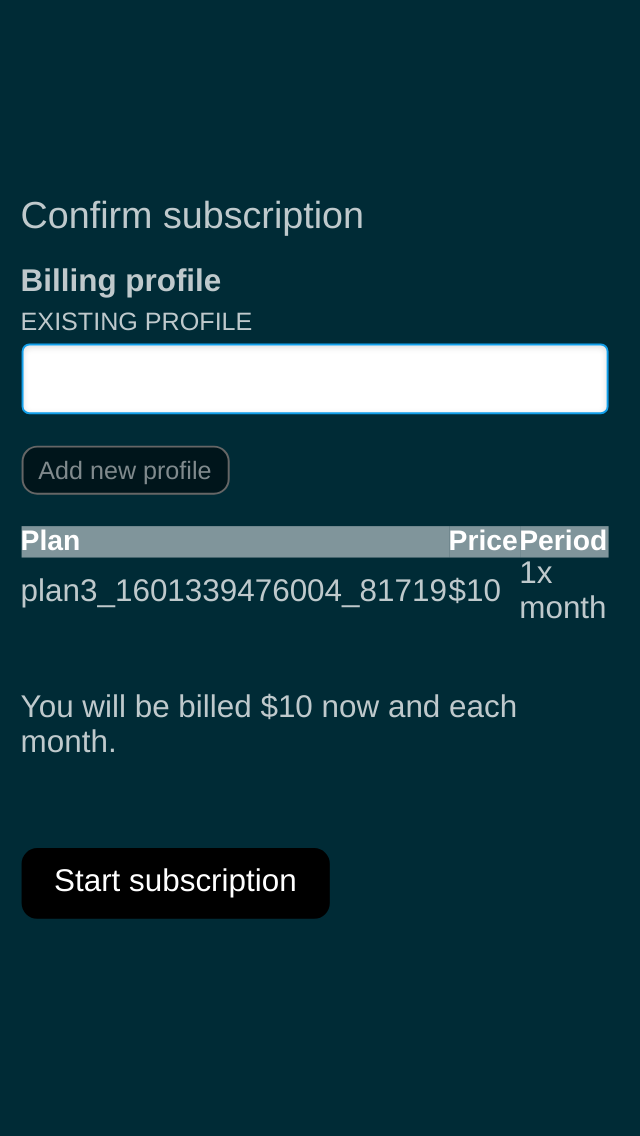 Confirm subscription
Billing profile
EXISTING PROFILE
Add new profile
Plan Price Period
plan3_1601339476004_81719 $10 1x
month
You will be billed $10 now and each
month.
Start subscription